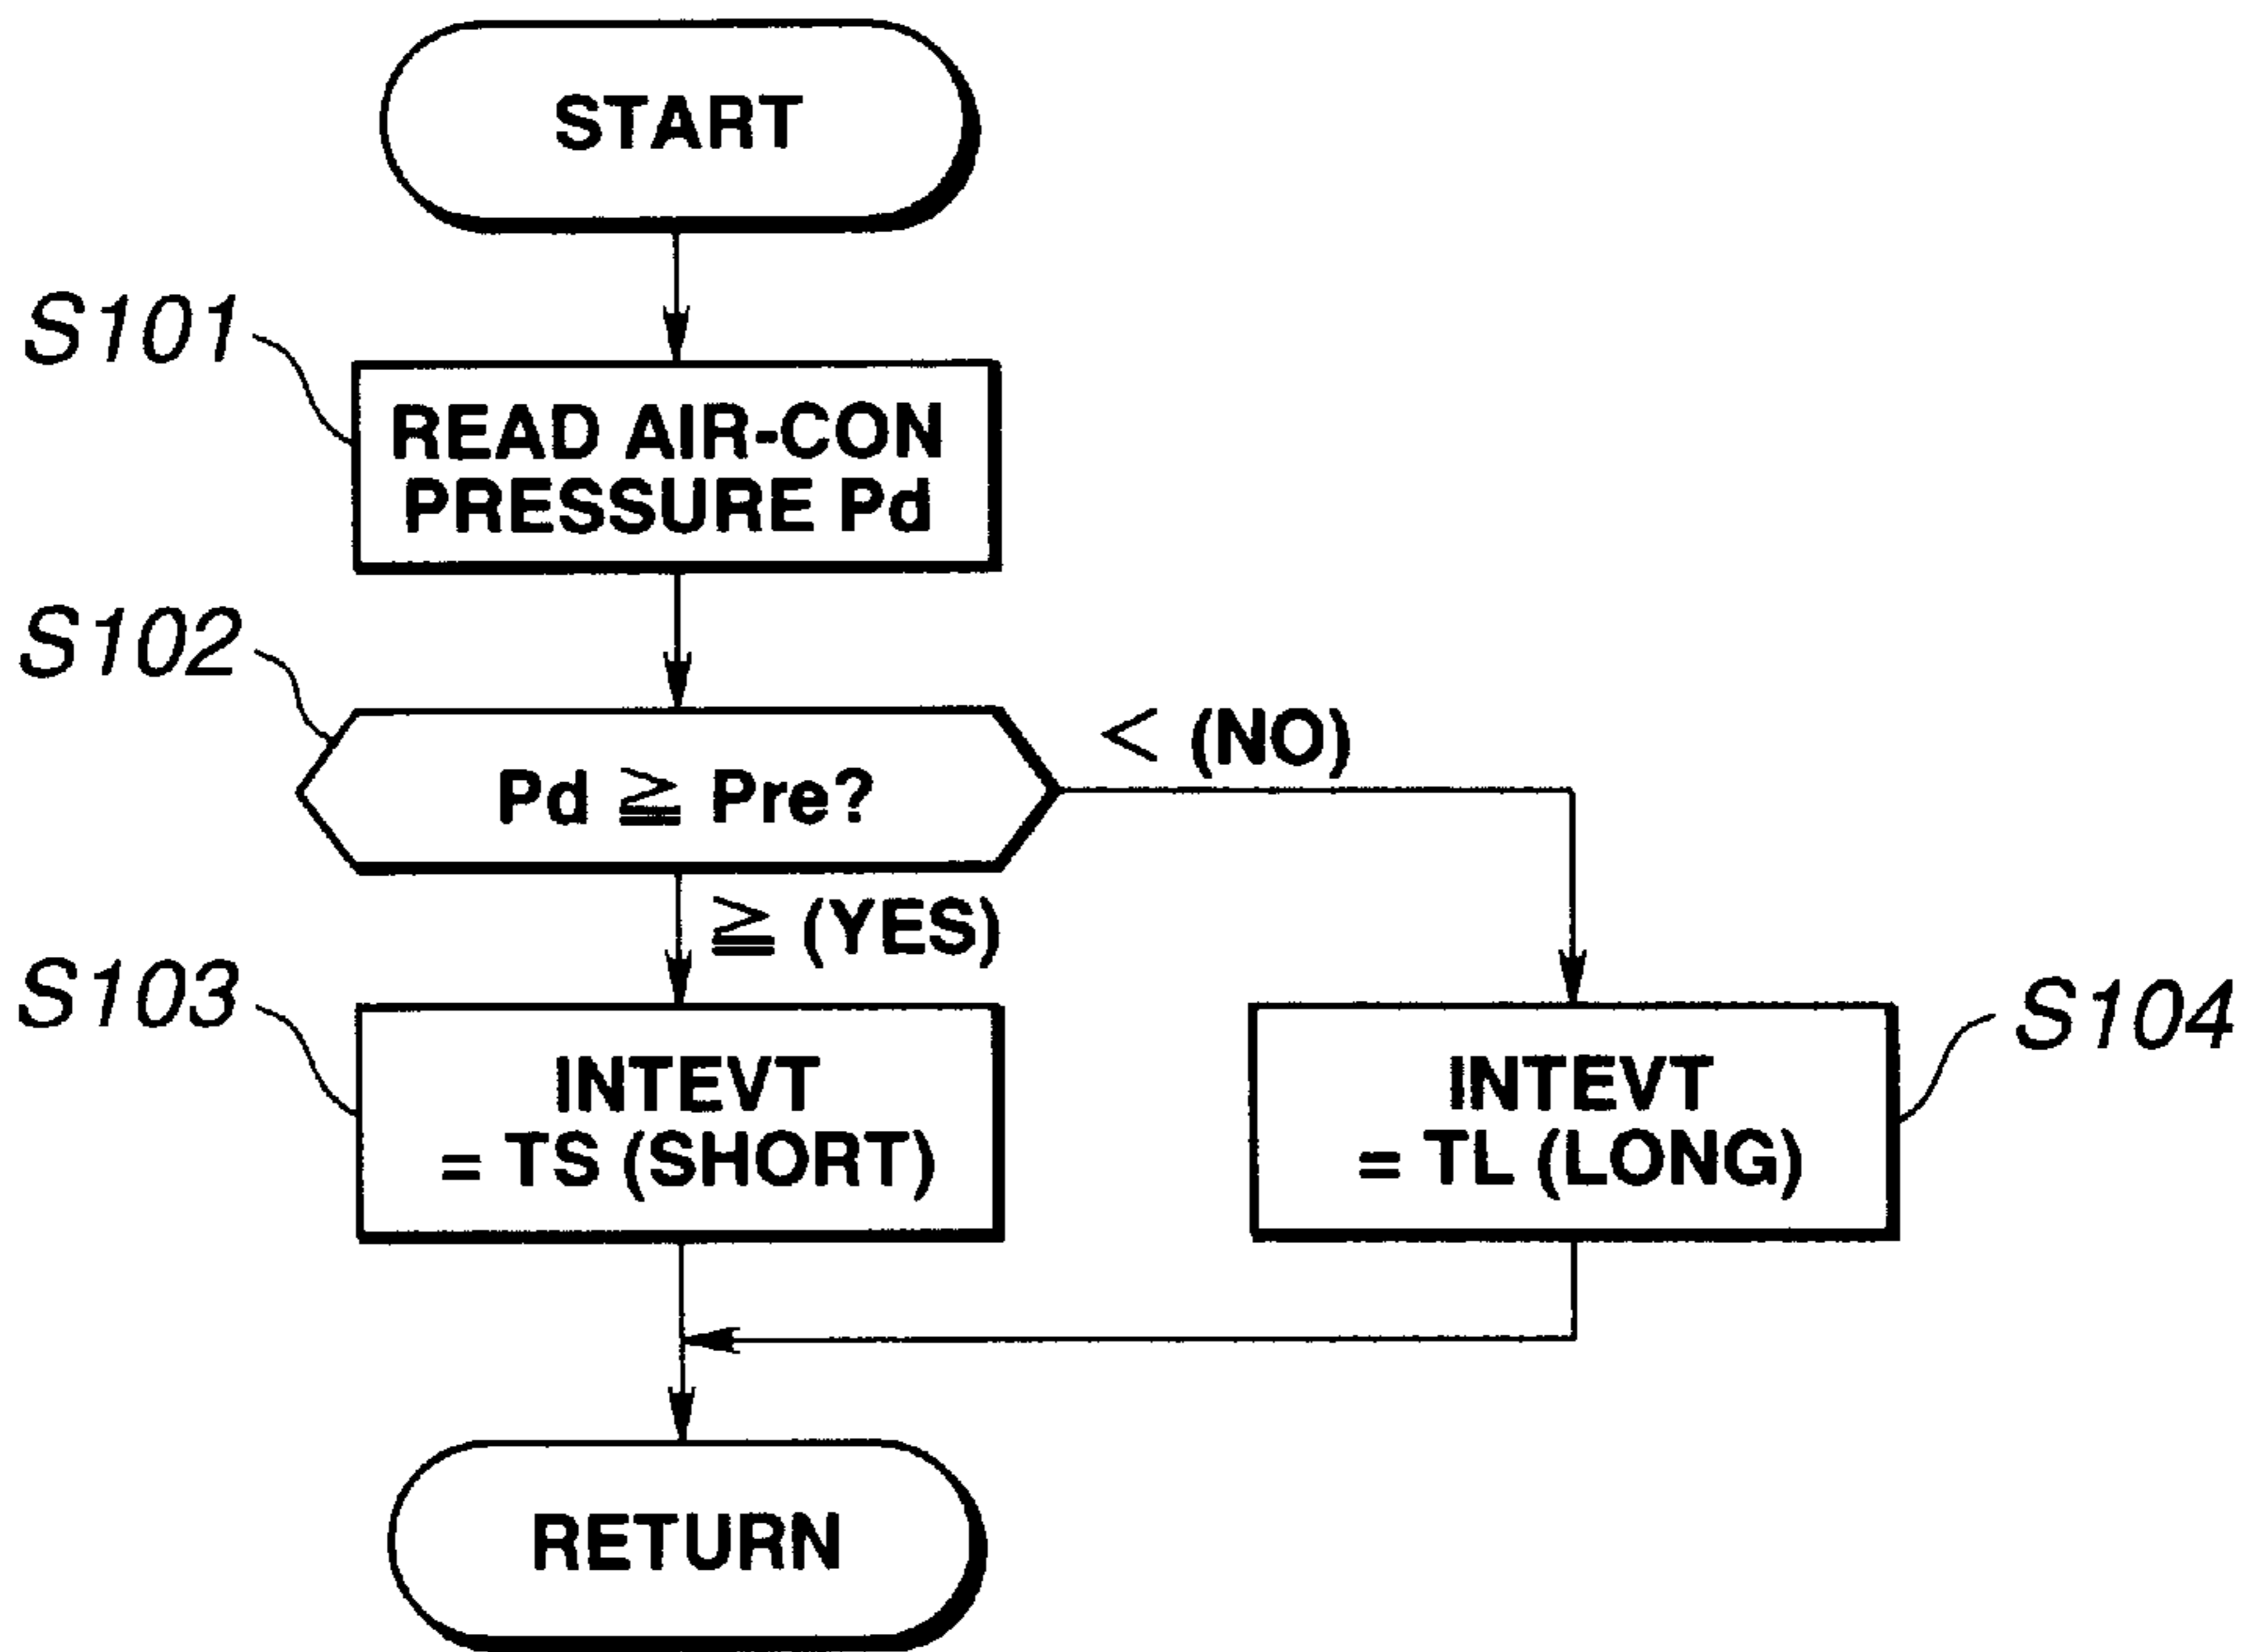 START
S101
READ AIR-CON
PRESSURE Pd
S102
Pd ≧ Pre?
< (NO)
≧ (YES)
S103
INTEVT
= TS (SHORT)
INTEVT
= TL (LONG)
S104
RETURN